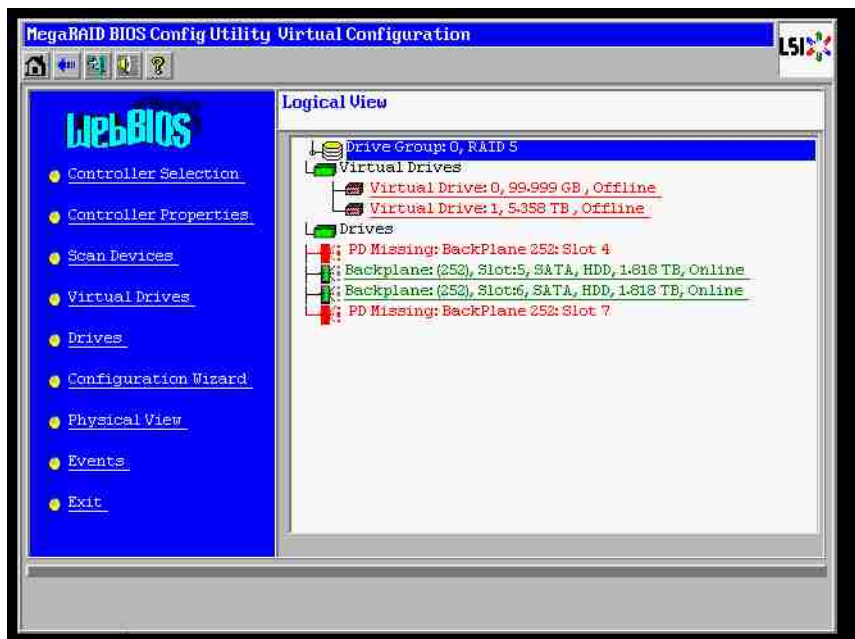 MegaRAID BIOS Config Utility Virtual Configuration
LSI
?
WebBIOS
Logical View
Controller Selection
Controller Properties
Scan Devices
Virtual Drives
Drives
Configuration Wizard
Physical View
Events
Exit
Drive Group: 0, RAID 5
Virtual Drives
Virtual Drive: 0, 99.999 GB, Offline
Virtual Drive: 1, 5.358 TB, Offline
Drives
PD Missing: BackPlane 252: Slot 4
Backplane: (252), Slot:5, SATA, HDD, 1.818 TB, Online
Backplane: (252), Slot:6, SATA, HDD, 1.818 TB, Online
PD Missing: BackPlane 252: Slot 7